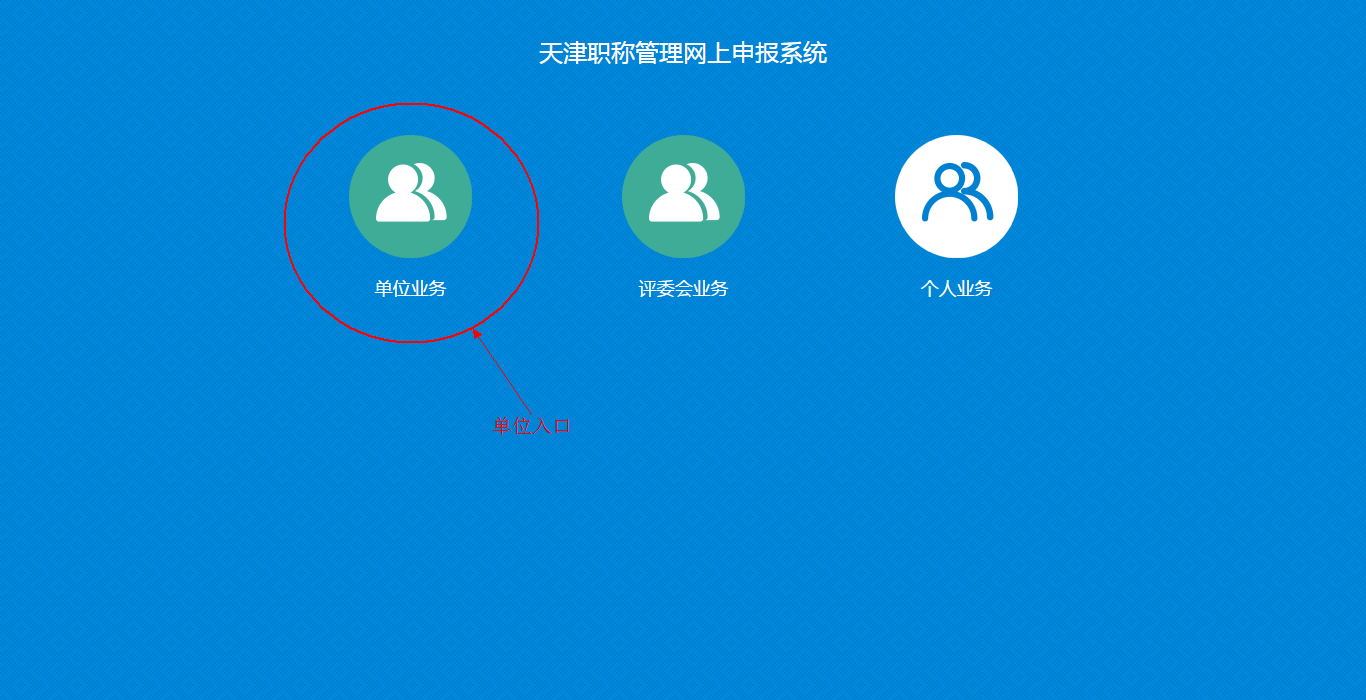 天津职称管理网上申报系统
单位业务
评委会业务
个人业务
单位入口